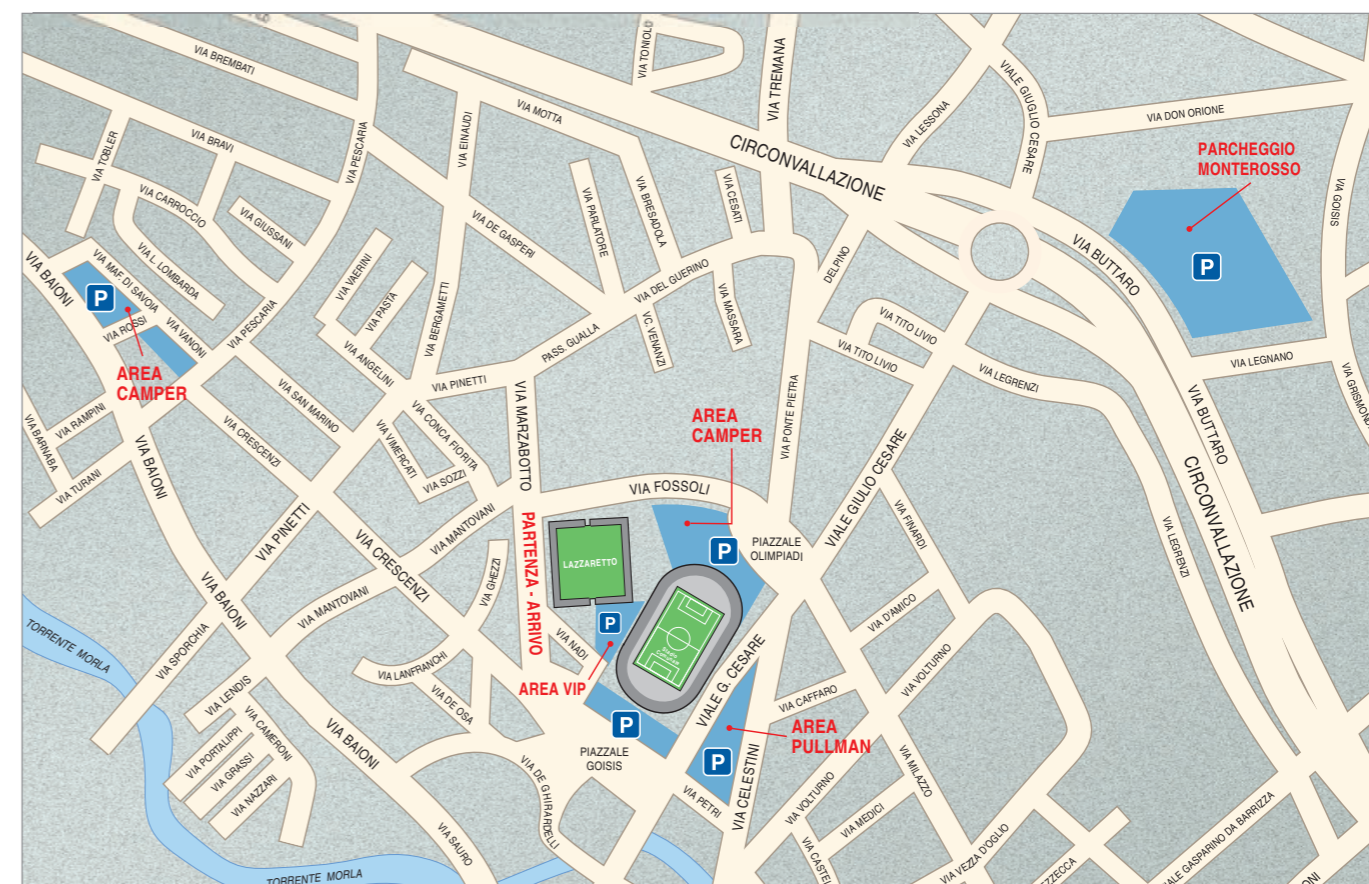 VIA BREMBATI
VIA TONIOLO
VIA TREMANA
VIALE GIUGLIO CESARE
VIA LESSONA
VIA DON ORIONE
VIA MOTTA
VIA EINAUDI
VIA PESCARIA
VIA BRAVI
VIA TOBLER
CIRCONVALLAZIONE
PARCHEGGIO
MONTEROSSO
VIA GOISIS
VIA CARROCCIO
VIA GIUSSANI
VIA PARLATORE
VIA BRESADOLA
VIA CESATI
VIA DE GASPERI
VIA L. LOMBARDA
VIA MAF. DI SAVOIA
VIA BAIONI
VIA VAERINI
VIA PASTA
VIA DEL GUERINO
DELPINO
VIA BUTTARO
P
P
VIA ROSSI
VIA VANONI
VIA PESCARIA
VIA BERGAMETTI
VIA MASSARA
VC. VENANZI
PASS. GUALLA
VIA TITO LIVIO
VIA TITO LIVIO
VIA LEGRENZI
VIA LEGNANO
VIA ANGELINI
AREA
CAMPER
VIA PINETTI
VIA SAN MARINO
VIA MARZABOTTO
VIA PONTE PIETRA
VIA BUTTARO
VIA RAMPINI
VIA BARNABA
VIA CRESCENZI
VIA VIMERCATI
VIA CONCA FIORITA
VIA SOZZI
AREA
CAMPER
VIALE GIULIO CESARE
VIA TURANI
VIA BAIONI
VIA FOSSOLI
CIRCONVALLAZIONE
VIA PINETTI
VIA MANTOVANI
VIA FINARDI
VIA LEGRENZI
PARTENZA - ARRIVO
PIAZZALE
OLIMPIADI
P
LAZZARETTO
VIA CRESCENZI
VIA GHEZZI
VIA BAIONI
VIA MANTOVANI
VIA D'AMICO
TORRENTE MORLA
VIA SPORCHIA
VIA NADI
P
VIA VOLTURNO
VIA LANFRANCHI
AREA VIP
VIALE G. CESARE
VIA CAFFARO
VIA LENDIS
VIA DE OSA
P
AREA
PULLMAN
VIA CAMERONI
VIA PORTALIPPI
VIA GRASSI
VIA NAZZARI
VIA BAIONI
PIAZZALE
GOISIS
P
VIA MILAZZO
VIA DE GHIRARDELLI
VIA PETRI
VIA CELESTINI
VIA VOLTURNO
VIA MEDICI
VIA SAURO
VIA VEZZA D'OGLIO
VIALE GASPARINO DA BARRIZZA
TORRENTE MORLA